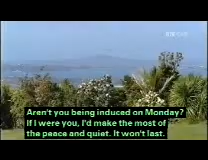 Aren't you being induced on Monday?
If I were you, I'd make the most of
the peace and quiet. It won't last.